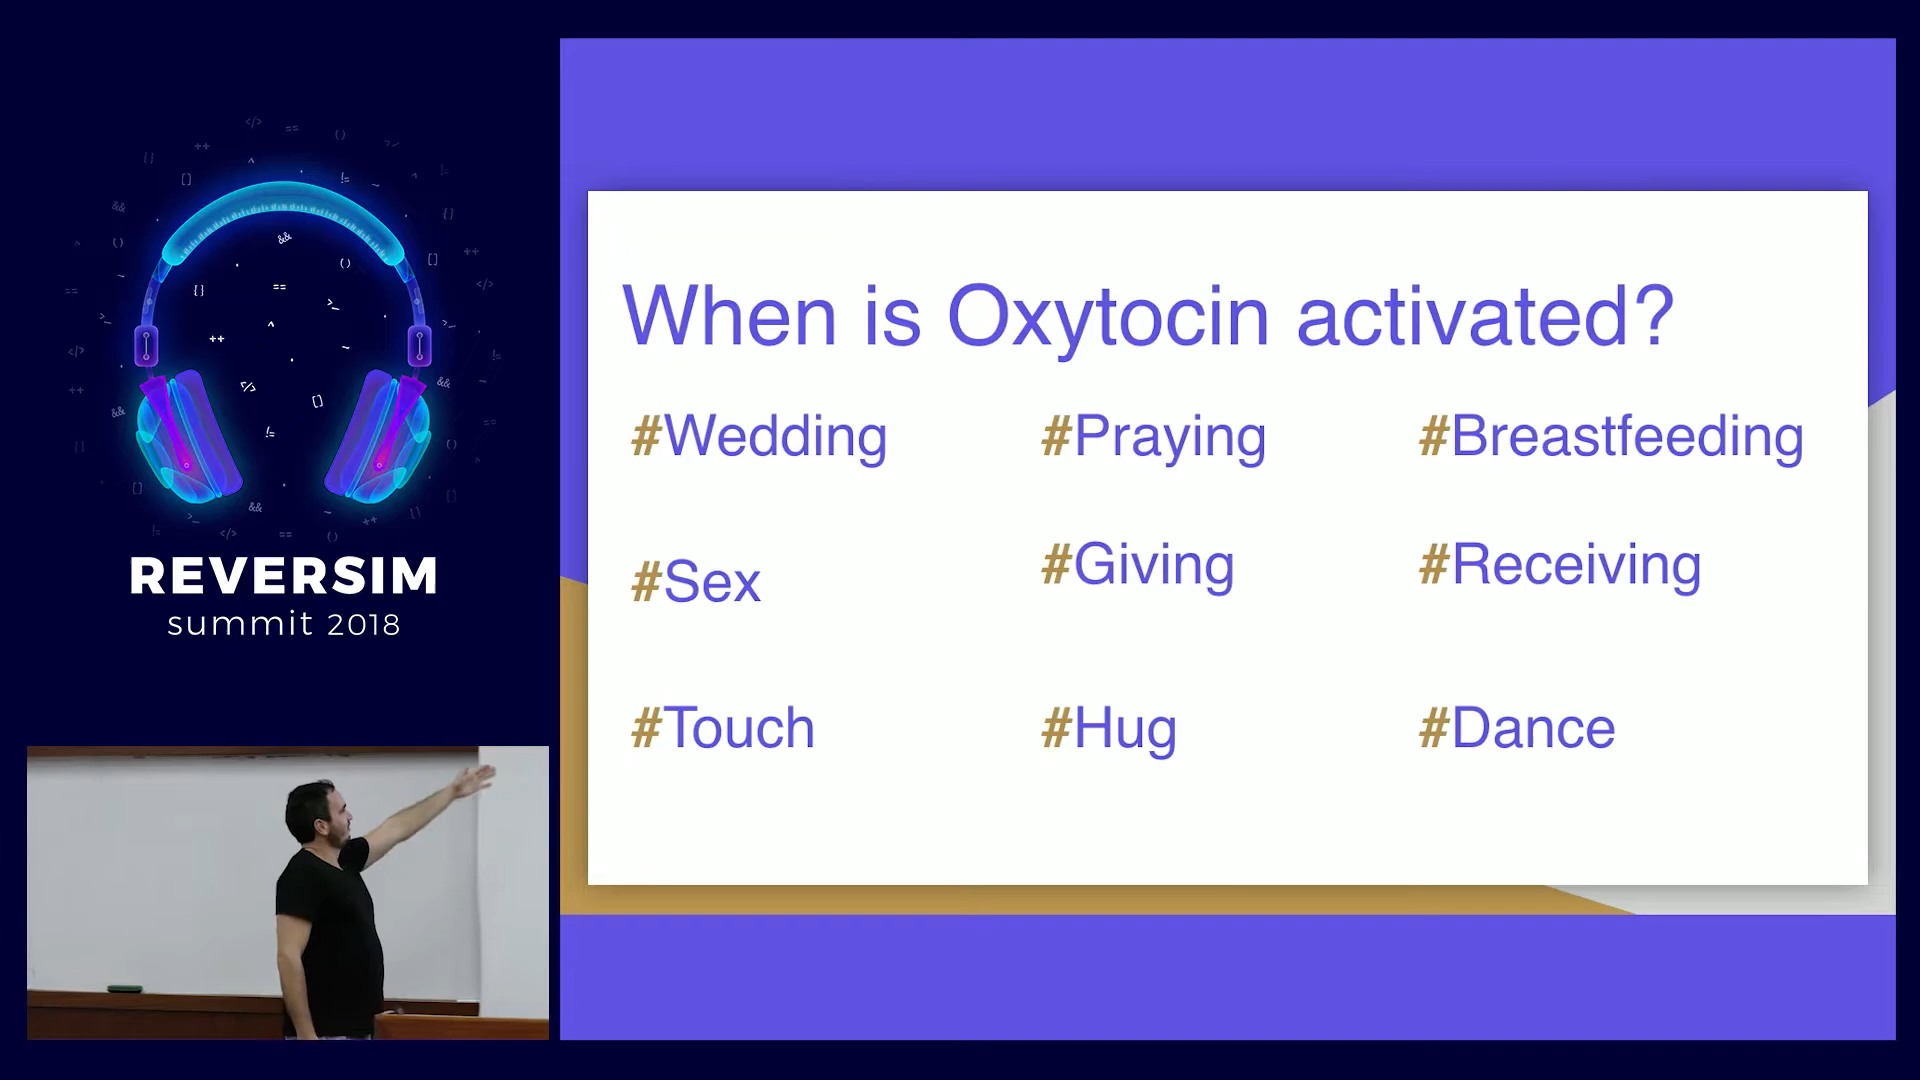 REVERSIM
summit 2018
When is Oxytocin activated?
#Wedding #Praying #Breastfeeding
#Sex #Giving #Receiving
#Touch #Hug #Dance